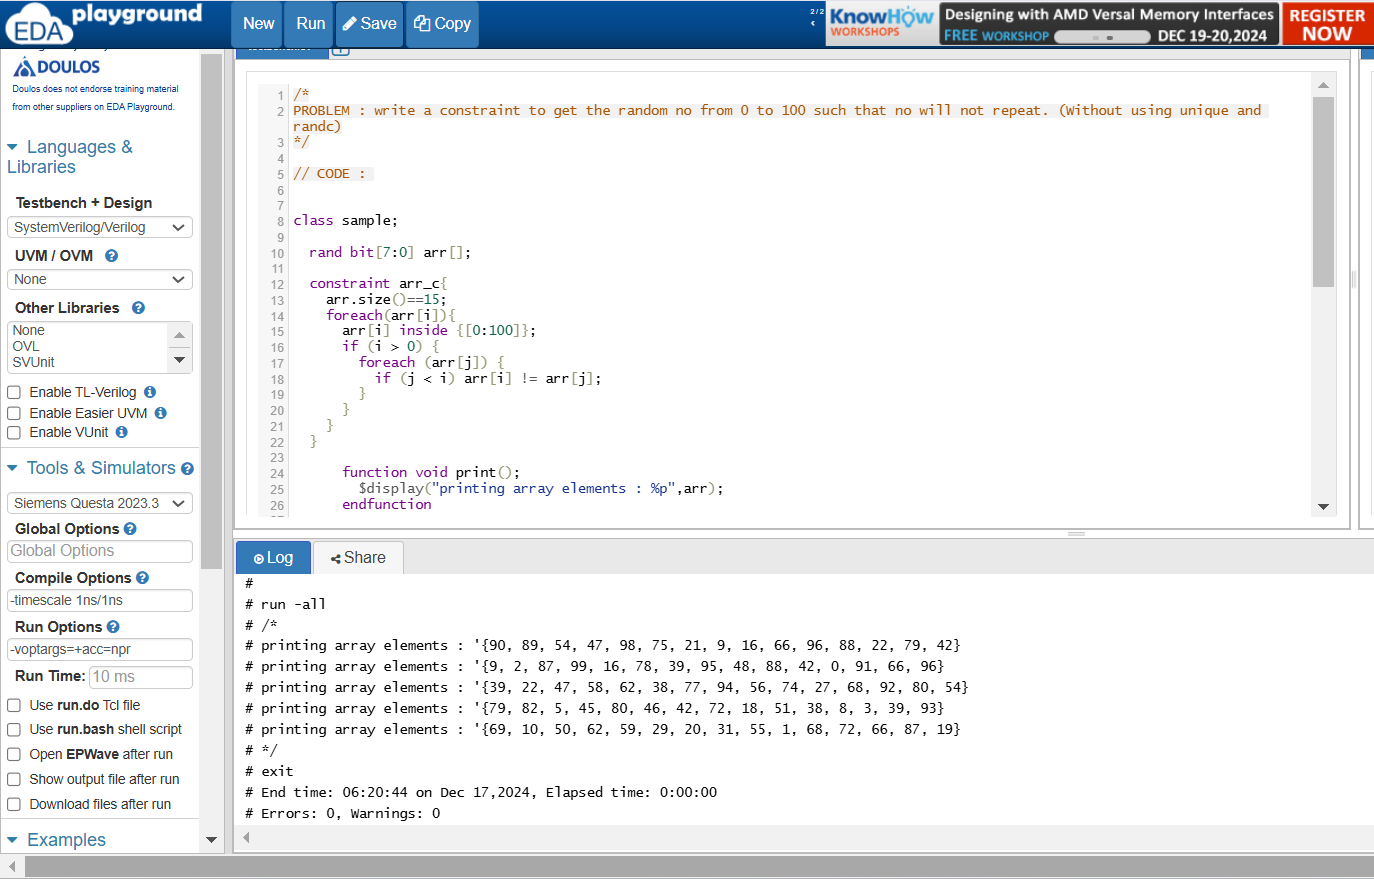 EDA playground
New Run Save Copy
2/2
KnowHow WORKSHOPS
Designing with AMD Versal Memory Interfaces
FREE WORKSHOP DEC 19-20,2024
REGISTER NOW
DOULOS
Doulos does not endorse training material
from other suppliers on EDA Playground.
Languages &
Libraries
Testbench + Design
SystemVerilog/Verilog
UVM / OVM
None
Other Libraries
None
OVL
SVUnit
Enable TL-Verilog
Enable Easier UVM
Enable VUnit
Tools & Simulators
Siemens Questa 2023.3
Global Options
Global Options
Compile Options
-timescale 1ns/1ns
Run Options
-voptargs=+acc=npr
Run Time: 10 ms
Use run.do Tcl file
Use run.bash shell script
Open EPWave after run
Show output file after run
Download files after run
Examples
1 /*
2 PROBLEM : write a constraint to get the random no from 0 to 100 such that no will not repeat. (Without using unique and
randc)
3 */
4
5 // CODE :
6
7
8 class sample;
9
10 rand bit[7:0] arr[];
11
12 constraint arr_c{
13 arr.size()==15;
14 foreach(arr[i]){
15 arr[i] inside {[0:100]};
16 if (i > 0) {
17 foreach (arr[j]) {
18 if (j < i) arr[i] != arr[j];
19 }
20 }
21 }
22 }
23
24 function void print();
25 $display("printing array elements : %p",arr);
26 endfunction
Log Share
#
# run -all
# /*
# printing array elements : '{90, 89, 54, 47, 98, 75, 21, 9, 16, 66, 96, 88, 22, 79, 42}
# printing array elements : '{9, 2, 87, 99, 16, 78, 39, 95, 48, 88, 42, 0, 91, 66, 96}
# printing array elements : '{39, 22, 47, 58, 62, 38, 77, 94, 56, 74, 27, 68, 92, 80, 54}
# printing array elements : '{79, 82, 5, 45, 80, 46, 42, 72, 18, 51, 38, 8, 3, 39, 93}
# printing array elements : '{69, 10, 50, 62, 59, 29, 20, 31, 55, 1, 68, 72, 66, 87, 19}
# */
# exit
# End time: 06:20:44 on Dec 17,2024, Elapsed time: 0:00:00
# Errors: 0, Warnings: 0